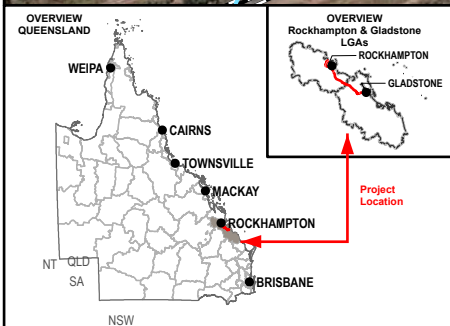 OVERVIEW
QUEENSLAND
WEIPA
CAIRNS
TOWNSVILLE
MACKAY
ROCKHAMPTON
BRISBANE
NT
QLD
SA
NSW
OVERVIEW
Rockhampton & Gladstone
LGAs
ROCKHAMPTON
GLADSTONE
Project
Location